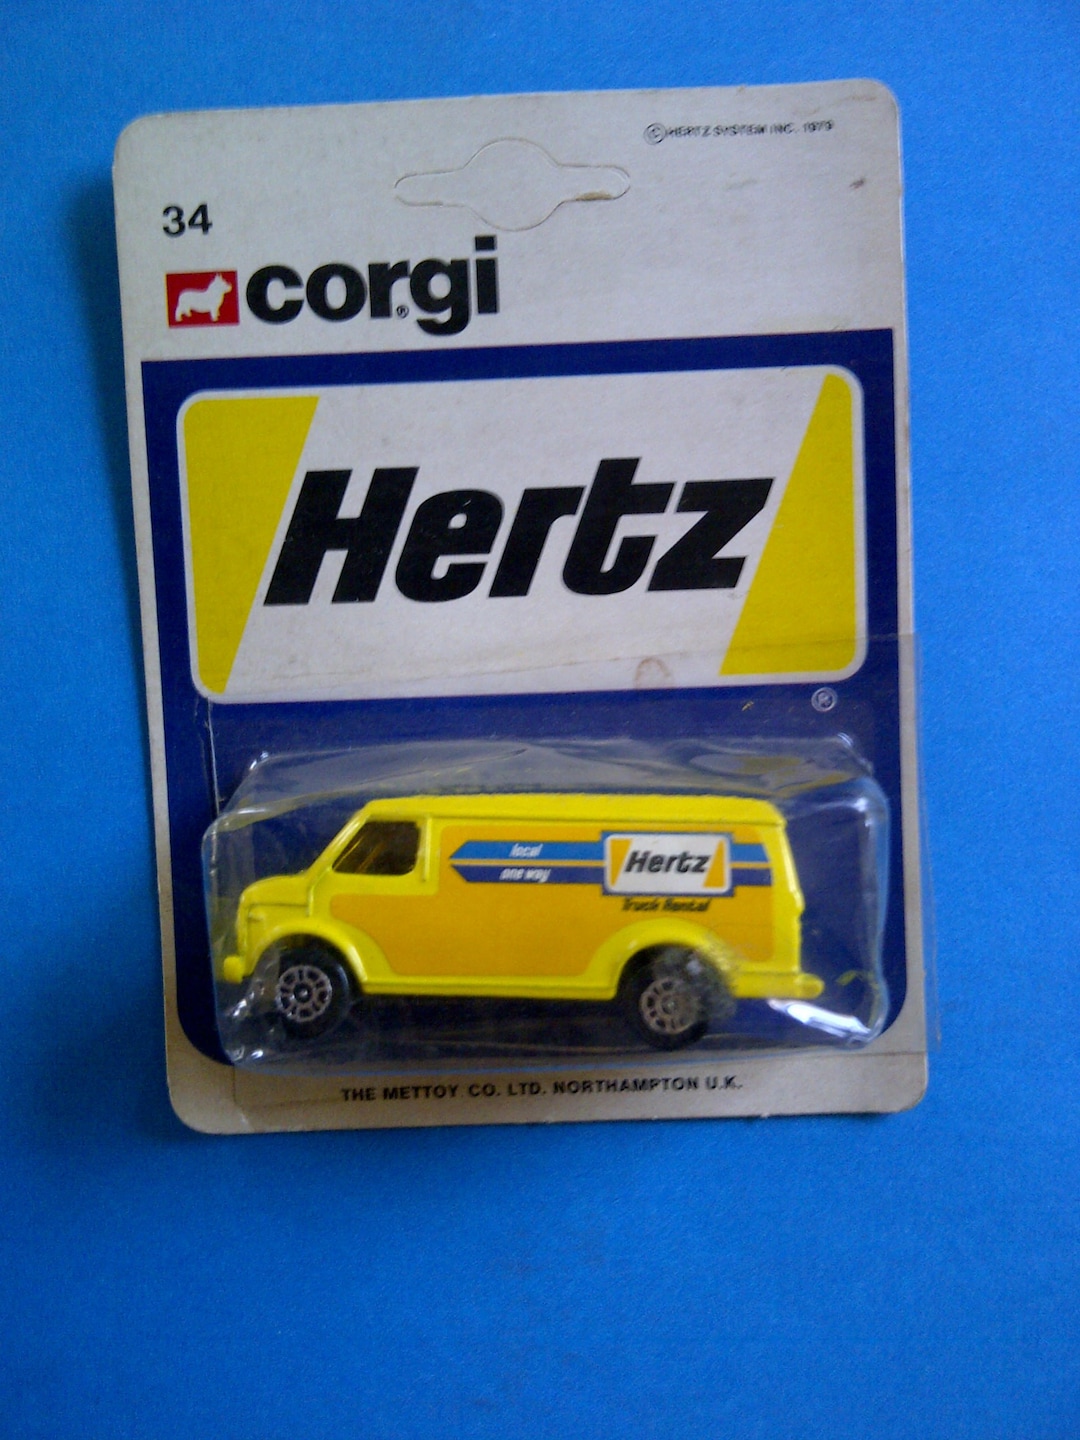 © HERTZ SYSTEM INC. 1979
34
corgi®
Hertz
®
local
one way
Hertz
Truck Rental
THE METTOY CO. LTD. NORTHAMPTON U.K.